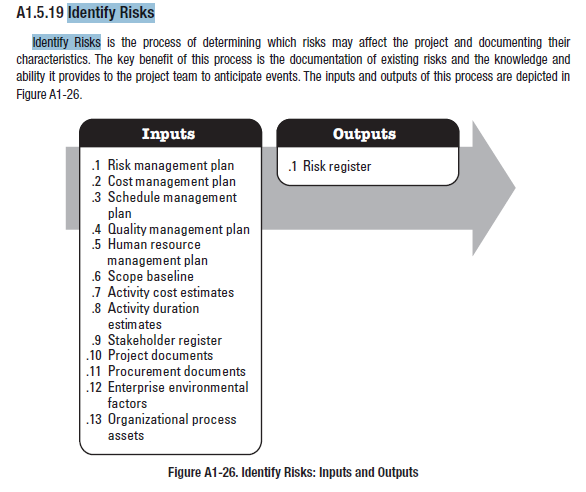 A1.5.19 Identify Risks
Identify Risks is the process of determining which risks may affect the project and documenting their
characteristics. The key benefit of this process is the documentation of existing risks and the knowledge and
ability it provides to the project team to anticipate events. The inputs and outputs of this process are depicted in
Figure A1-26.
Inputs
.1 Risk management plan
.2 Cost management plan
.3 Schedule management
plan
.4 Quality management plan
.5 Human resource
management plan
.6 Scope baseline
.7 Activity cost estimates
.8 Activity duration
estimates
.9 Stakeholder register
.10 Project documents
.11 Procurement documents
.12 Enterprise environmental
factors
.13 Organizational process
assets
Outputs
.1 Risk register
Figure A1-26. Identify Risks: Inputs and Outputs